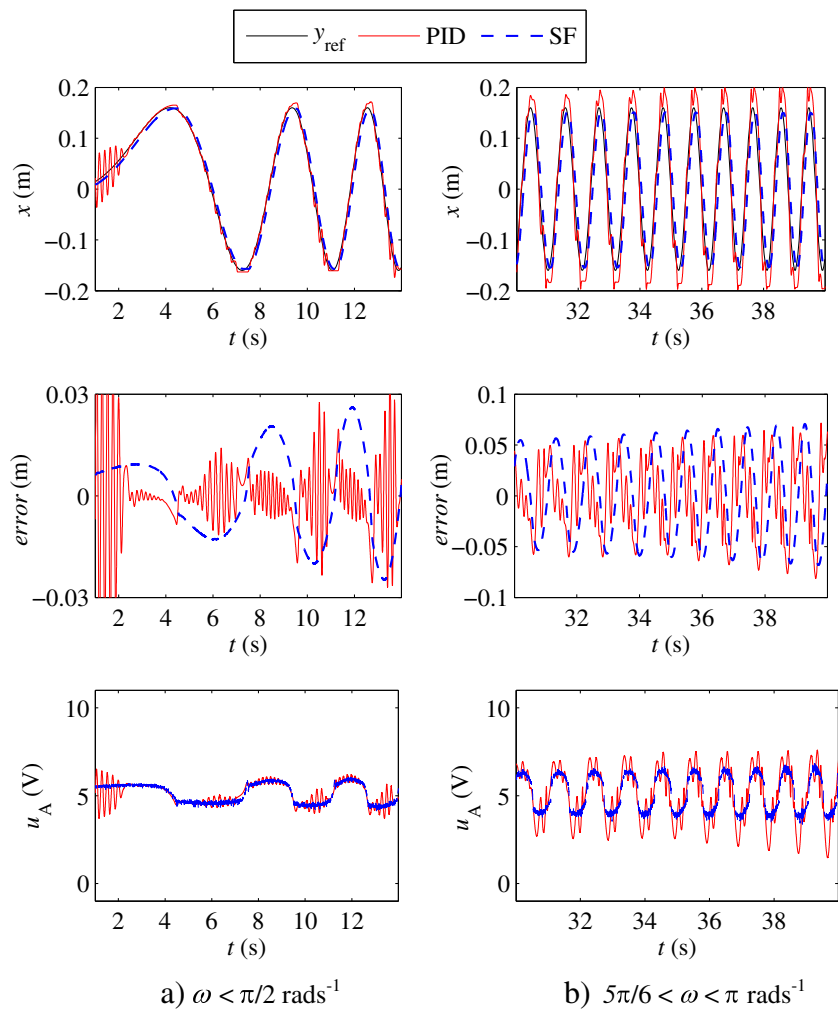 y_ref PID SF
0.2
0.1
0
−0.1
−0.2
x (m)
2 4 6 8 10 12
t (s)
0.2
0.1
0
−0.1
−0.2
x (m)
32 34 36 38
t (s)
0.03
0
−0.03
error (m)
2 4 6 8 10 12
t (s)
0.1
0.05
0
−0.05
−0.1
error (m)
32 34 36 38
t (s)
10
5
0
u_A (V)
2 4 6 8 10 12
t (s)
10
5
0
u_A (V)
32 34 36 38
t (s)
a) ω < π/2 rads⁻¹
b) 5π/6 < ω < π rads⁻¹